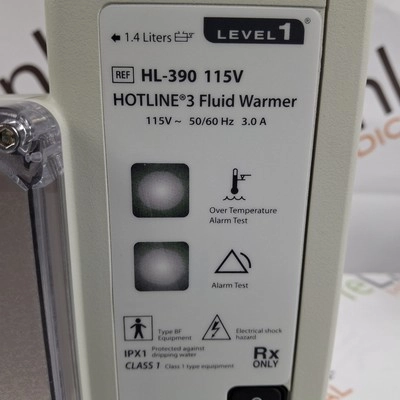 1.4 Liters
LEVEL 1®
REF HL-390 115V
HOTLINE®3 Fluid Warmer
115V~ 50/60 Hz 3.0 A
Over Temperature
Alarm Test
Alarm Test
Type BF
Equipment
Electrical shock
hazard
IPX1 Protected against
dripping water
CLASS 1 Class 1 type equipment
Rx
ONLY